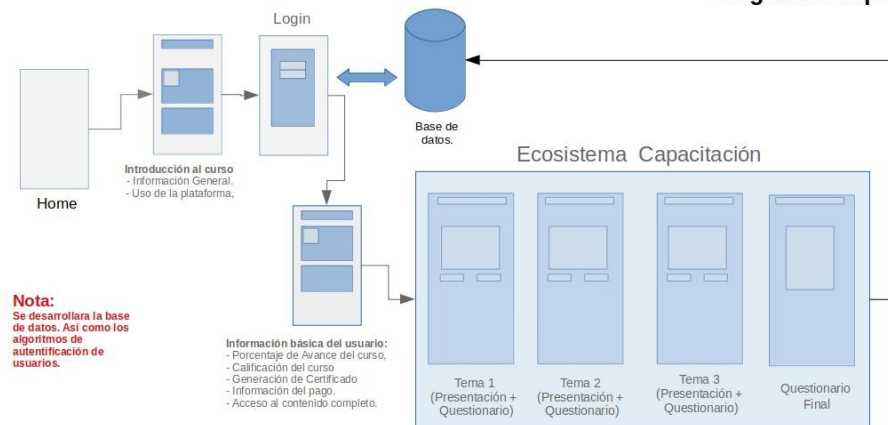 Login
Base de
datos.
Home
Introducción al curso
- Información General.
- Uso de la plataforma,
Ecosistema Capacitación
Nota:
Se desarrollara la base
de datos. Así como los
algoritmos de
autentificación de
usuarios.
Información básica del usuario:
- Porcentaje de Avance del curso,
- Calificación del curso
- Generación de Certificado
- Información del pago.
- Acceso al contenido completo.
Tema 1
(Presentación +
Questionario)
Tema 2
(Presentación +
Questionario)
Tema 3
(Presentación +
Questionario)
Questionario
Final